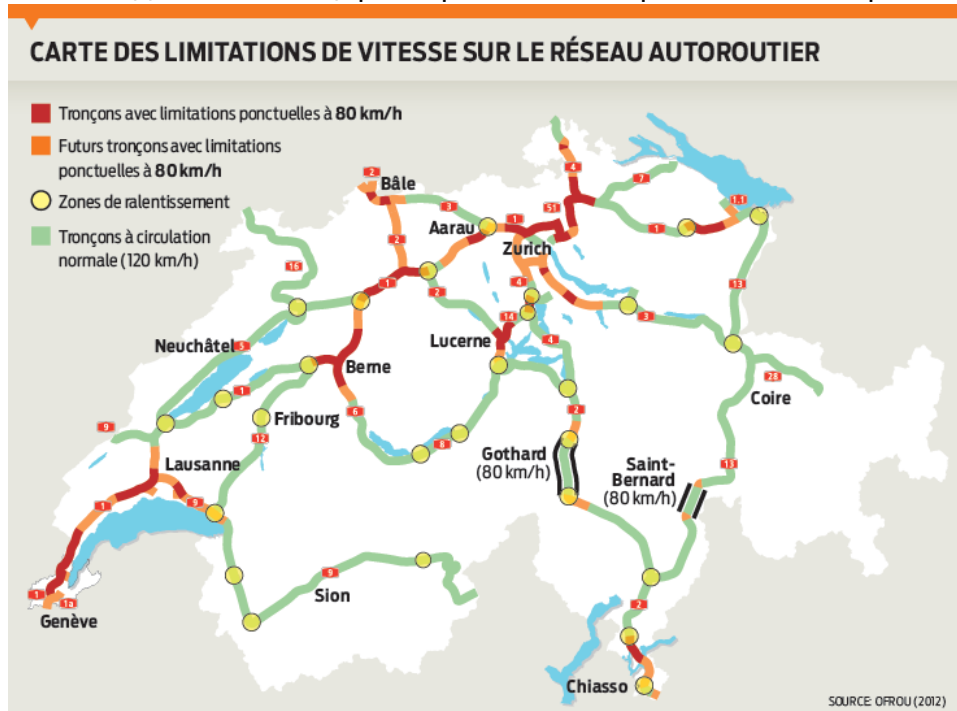 CARTE DES LIMITATIONS DE VITESSE SUR LE RÉSEAU AUTOROUTIER
Tronçons avec limitations ponctuelles à 80 km/h
Futurs tronçons avec limitations
ponctuelles à 80 km/h
Zones de ralentissement
Tronçons à circulation
normale (120 km/h)
4
2
Bâle
7
3
1.1
51
1
Aarau
1
2
Zurich
16
1
2
4
13
14
3
Neuchâtel
5
Lucerne
4
Berne
1
28
Coire
2
6
Fribourg
9
12
8
Gothard
(80 km/h)
Lausanne
Saint-
Bernard
(80 km/h)
13
1
9
9
Sion
1
1a
2
Genève
Chiasso
SOURCE: OFROU (2012)